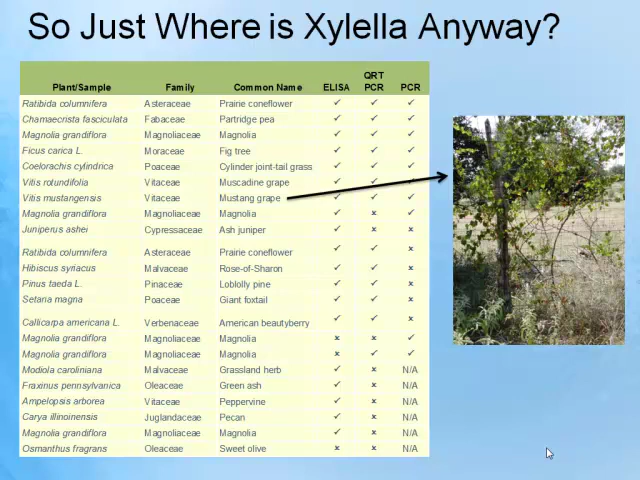 So Just Where is Xylella Anyway?
Plant/Sample Family Common Name ELISA QRT PCR PCR
Ratibida columnifera Asteraceae Prairie coneflower ✓ ✓ ✓
Chamaecrista fasciculata Fabaceae Partridge pea ✓ ✓ ✓
Magnolia grandiflora Magnoliaceae Magnolia ✓ ✓ ✓
Ficus carica L. Moraceae Fig tree ✓ ✓ ✓
Coelorachis cylindrica Poaceae Cylinder joint-tail grass ✓ ✓ ✓
Vitis rotundifolia Vitaceae Muscadine grape ✓ ✓ ✓
Vitis mustangensis Vitaceae Mustang grape ✓ ✓ ✓
Magnolia grandiflora Magnoliaceae Magnolia ✓ x ✓
Juniperus ashei Cypressaceae Ash juniper ✓ x x
Ratibida columnifera Asteraceae Prairie coneflower ✓ ✓ x
Hibiscus syriacus Malvaceae Rose-of-Sharon ✓ ✓ x
Pinus taeda L. Pinaceae Loblolly pine ✓ ✓ x
Setaria magna Poaceae Giant foxtail ✓ ✓ x
Callicarpa americana L. Verbenaceae American beautyberry ✓ ✓ x
Magnolia grandiflora Magnoliaceae Magnolia x x ✓
Magnolia grandiflora Magnoliaceae Magnolia x ✓ ✓
Modiola caroliniana Malvaceae Grassland herb ✓ x N/A
Fraxinus pennsylvanica Oleaceae Green ash ✓ x N/A
Ampelopsis arborea Vitaceae Peppervine ✓ x N/A
Carya illinoinensis Juglandaceae Pecan ✓ x N/A
Magnolia grandiflora Magnoliaceae Magnolia ✓ x N/A
Osmanthus fragrans Oleaceae Sweet olive x x N/A